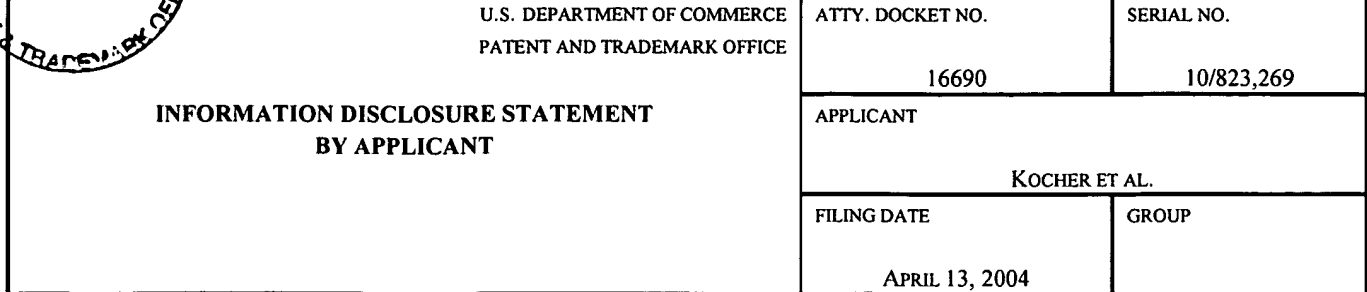 & TRADEMARK
U.S. DEPARTMENT OF COMMERCE
PATENT AND TRADEMARK OFFICE
INFORMATION DISCLOSURE STATEMENT
BY APPLICANT
ATTY. DOCKET NO.
16690
SERIAL NO.
10/823,269
APPLICANT
KOCHER ET AL.
FILING DATE
APRIL 13, 2004
GROUP